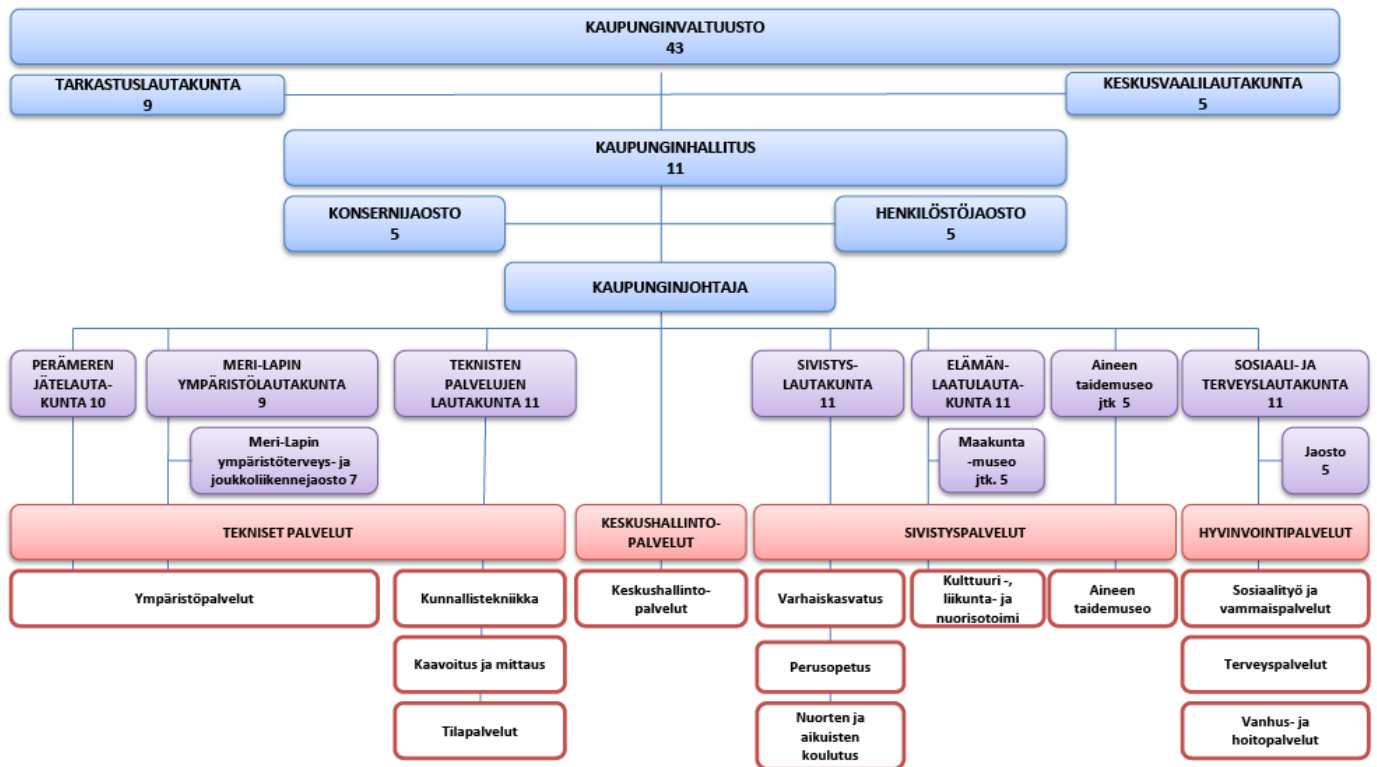 KAUPUNGINVALTUUSTO
43
TARKASTUSLAUTAKUNTA
9
KESKUSVAALILAUTAKUNTA
5
KAUPUNGINHALLITUS
11
KONSERNIJAOSTO
5
HENKILÖSTÖJAOSTO
5
KAUPUNGINJOHTAJA
PERÄMEREN
JÄTELAUTA-
KUNTA 10
MERI-LAPIN
YMPÄRISTÖLAUTAKUNTA
9
TEKNISTEN
PALVELUJEN
LAUTAKUNTA 11
SIVISTYS-
LAUTAKUNTA
11
ELÄMÄN-
LAATULAUTA-
KUNTA 11
Aineen
taidemuseo
jtk 5
SOSIAALI- JA
TERVEYSLAUTAKUNTA
11
Meri-Lapin
ympäristöterveys- ja
joukkoliikennejaosto 7
Maakunta
-museo
jtk. 5
Jaosto
5
TEKNISET PALVELUT
KESKUSHALLINTO-
PALVELUT
SIVISTYSPALVELUT
HYVINVOINTIPALVELUT
Ympäristöpalvelut
Kunnallistekniikka
Keskushallinto-
palvelut
Varhaiskasvatus
Kulttuuri -,
liikunta- ja
nuorisotoimi
Aineen
taidemuseo
Sosiaalityö ja
vammaispalvelut
Kaavoitus ja mittaus
Perusopetus
Terveyspalvelut
Tilapalvelut
Nuorten ja
aikuisten
koulutus
Vanhus- ja
hoitopalvelut